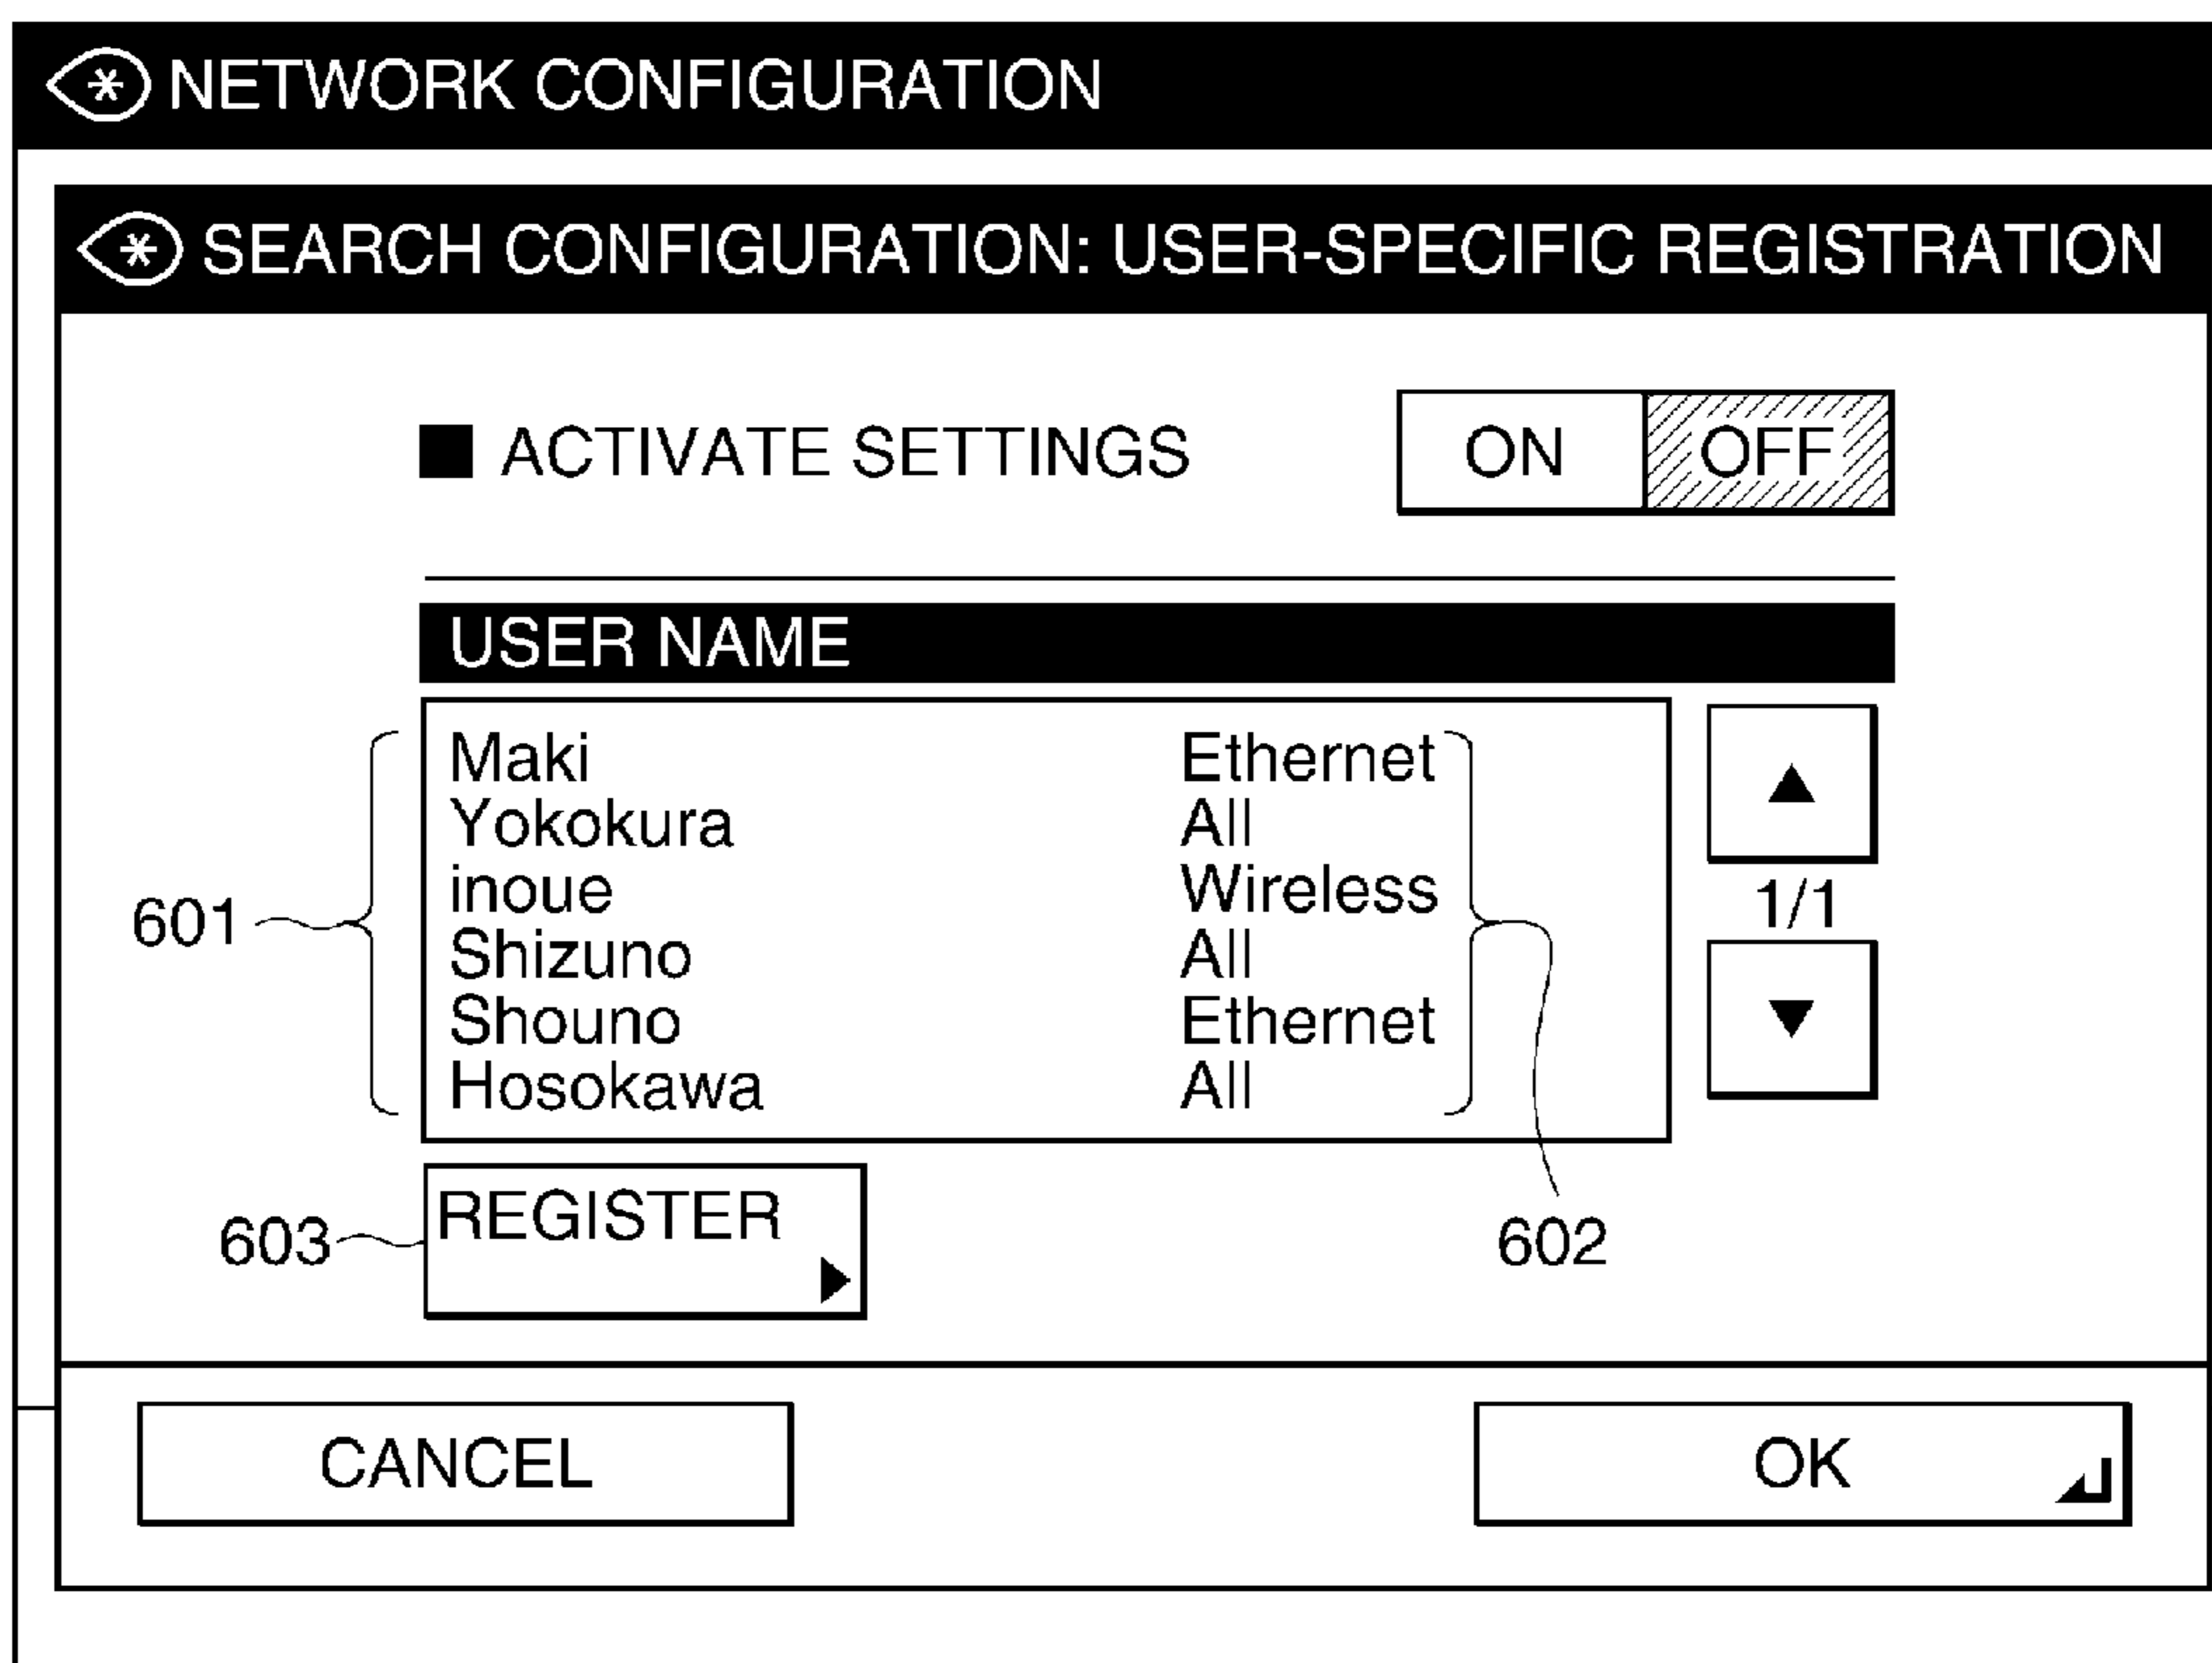 NETWORK CONFIGURATION
SEARCH CONFIGURATION: USER-SPECIFIC REGISTRATION
ACTIVATE SETTINGS ON OFF
USER NAME
Maki Ethernet
Yokokura All
inoue Wireless
601 1/1
Shizuno All
Shouno Ethernet
Hosokawa All
REGISTER
603 602
CANCEL OK